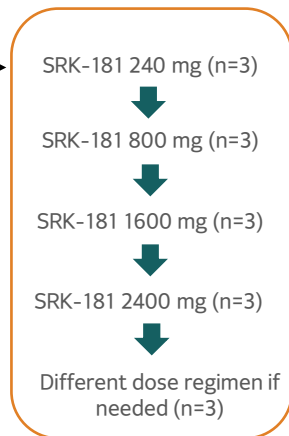 SRK-181 240 mg (n=3)
SRK-181 800 mg (n=3)
SRK-181 1600 mg (n=3)
SRK-181 2400 mg (n=3)
Different dose regimen if
needed (n=3)